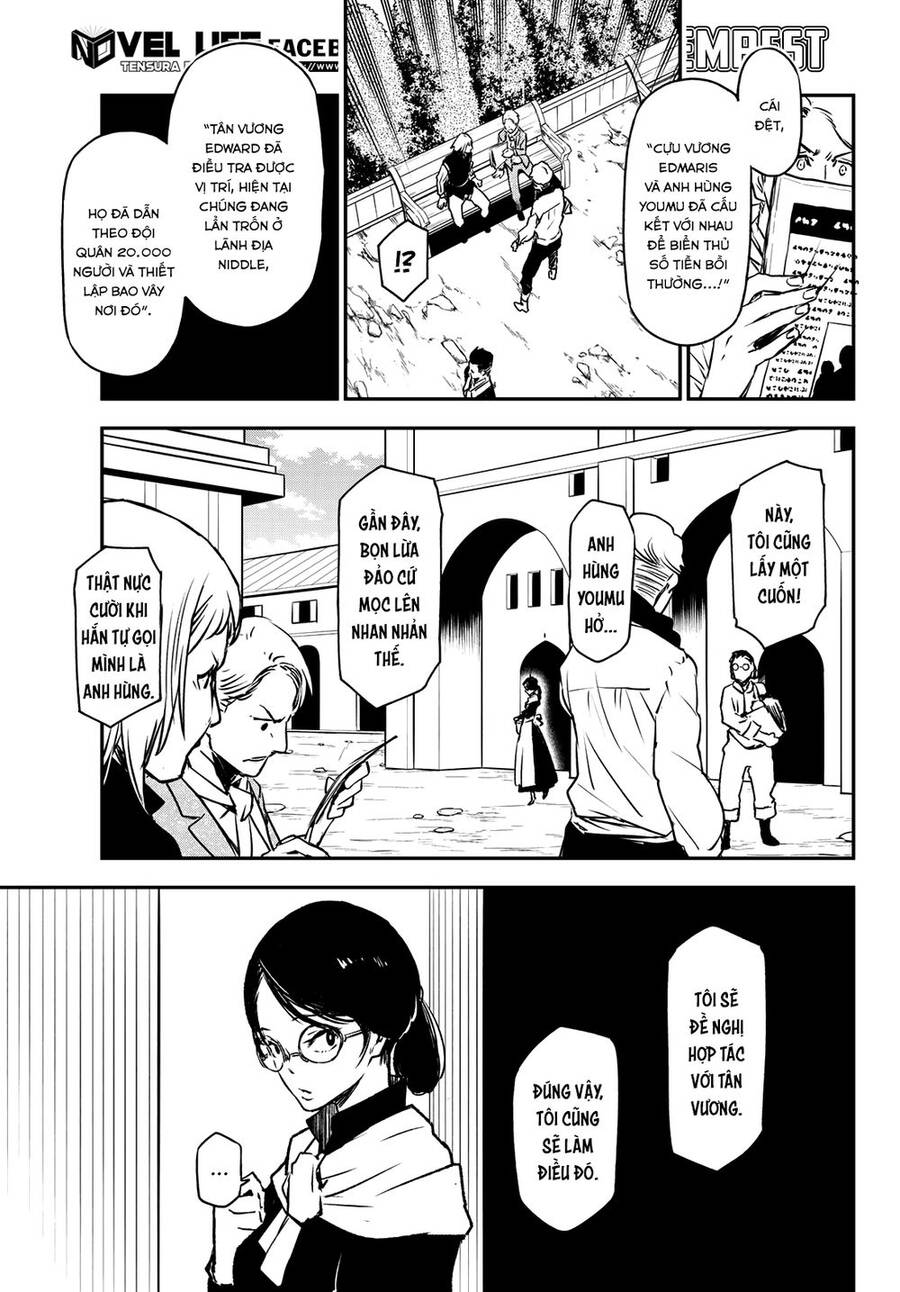 NOVEL LIFE FACEB
TENSURA
EMPEST
CÁI
ĐỆT,
"CỰU VƯƠNG
EDMARIS
VÀ ANH HÙNG
YOUMU ĐÃ CẤU
KẾT VỚI NHAU
ĐỂ BIỂN THỦ
SỐ TIỀN BỒI
THƯỜNG...!"
!?
"TÂN VƯƠNG
EDWARD ĐÃ
ĐIỀU TRA ĐƯỢC
VỊ TRÍ, HIỆN TẠI
CHÚNG ĐANG
LẨN TRỐN Ở
LÃNH ĐỊA
NIDDLE,
HỌ ĐÃ DẪN
THEO ĐỘI
QUÂN 20.000
NGƯỜI VÀ THIẾT
LẬP BAO VÂY
NƠI ĐÓ".
NÀY,
TÔI CŨNG
LẤY MỘT
CUỐN!
ANH
HÙNG
YOUMU
HỞ...
GẦN ĐÂY,
BỌN LỪA
ĐẢO CỨ
MỌC LÊN
NHAN NHẢN
THẾ.
THẬT NỰC
CƯỜI KHI
HẮN TỰ GỌI
MÌNH LÀ
ANH HÙNG.
TÔI SẼ
ĐỀ NGHỊ
HỢP TÁC
VỚI TÂN
VƯƠNG.
ĐÚNG VẬY,
TÔI CŨNG
SẼ LÀM
ĐIỀU ĐÓ.
...